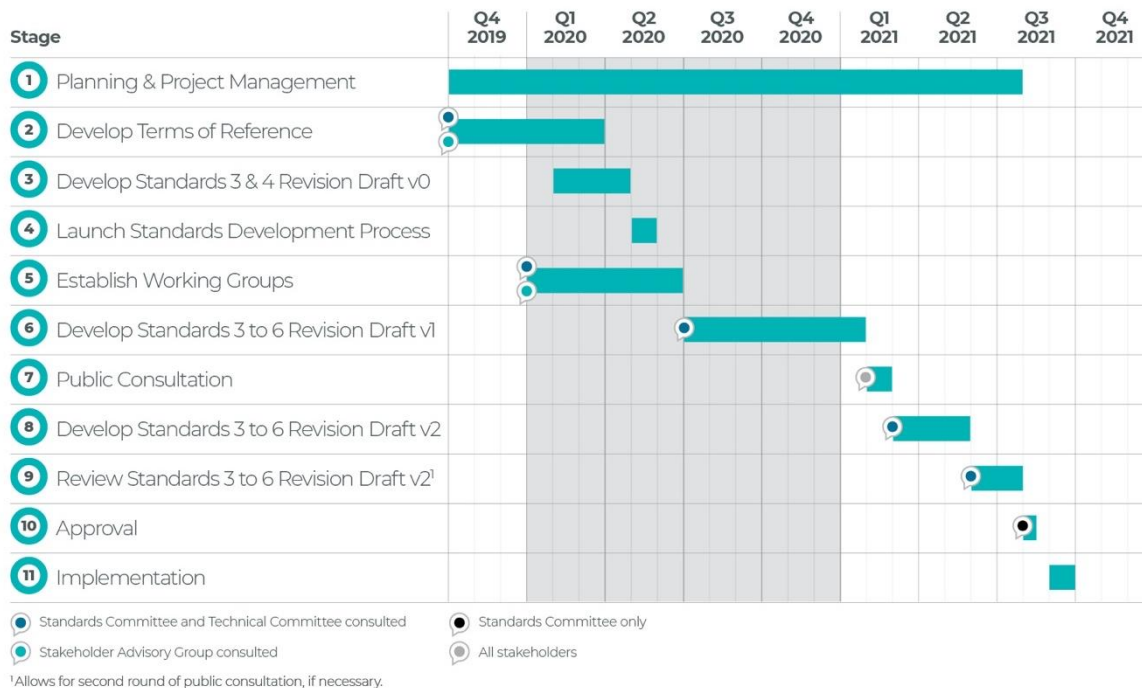 Q4 Q1 Q2 Q3 Q4 Q1 Q2 Q3 Q4
Stage 2019 2020 2020 2020 2020 2021 2021 2021 2021
1 Planning & Project Management
2 Develop Terms of Reference
3 Develop Standards 3 & 4 Revision Draft v0
4 Launch Standards Development Process
5 Establish Working Groups
6 Develop Standards 3 to 6 Revision Draft v1
7 Public Consultation
8 Develop Standards 3 to 6 Revision Draft v2
9 Review Standards 3 to 6 Revision Draft v2¹
10 Approval
11 Implementation
Standards Committee and Technical Committee consulted
Standards Committee only
Stakeholder Advisory Group consulted
All stakeholders
¹Allows for second round of public consultation, if necessary.